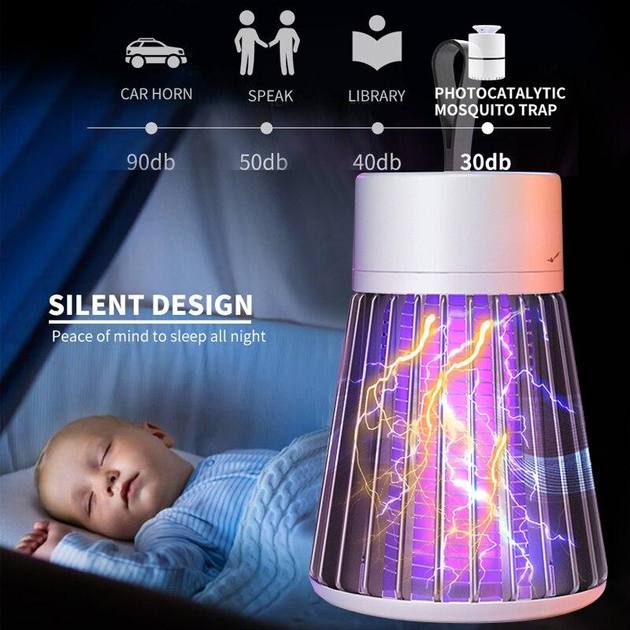 CAR HORN
SPEAK
LIBRARY
PHOTOCATALYTIC
MOSQUITO TRAP
90db
50db
40db
30db
SILENT DESIGN
Peace of mind to sleep all night